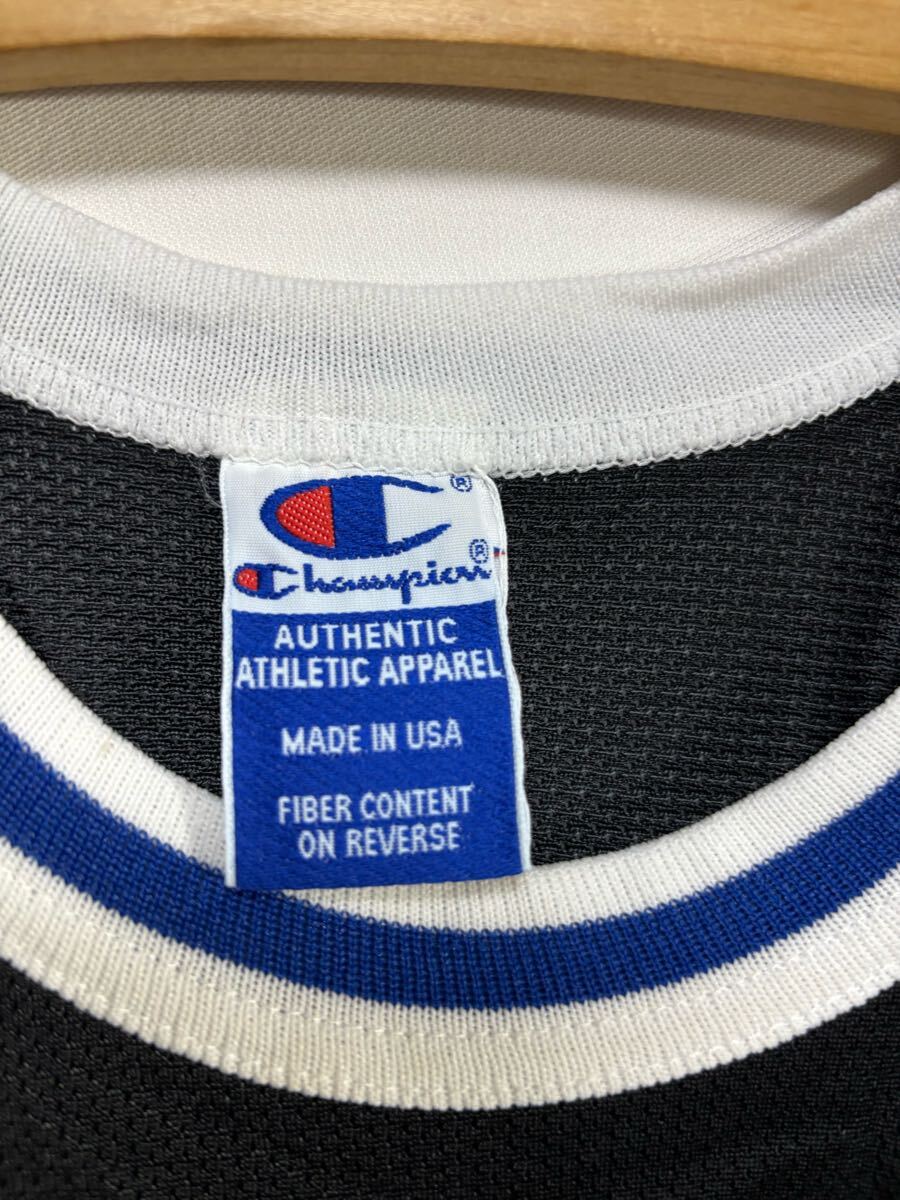 ®
Champion®
AUTHENTIC
ATHLETIC APPAREL
MADE IN USA
FIBER CONTENT
ON REVERSE